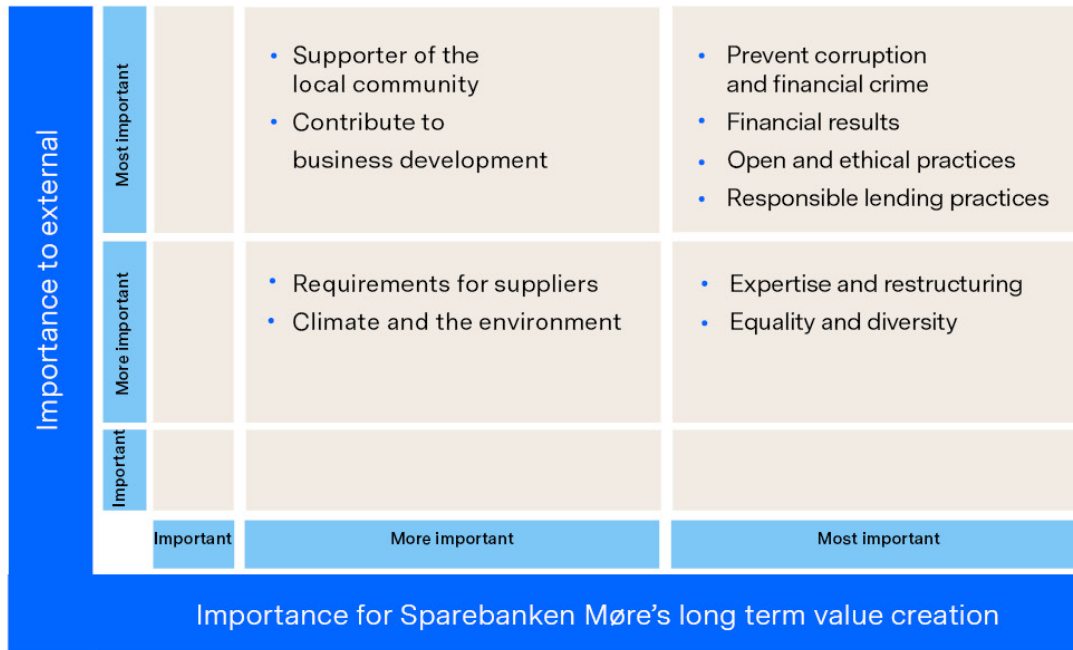 Importance to external
Most important
More important
Important
• Supporter of the
local community
• Contribute to
business development
• Prevent corruption
and financial crime
• Financial results
• Open and ethical practices
• Responsible lending practices
• Requirements for suppliers
• Climate and the environment
• Expertise and restructuring
• Equality and diversity
Important
More important
Most important
Importance for Sparebanken Møre’s long term value creation